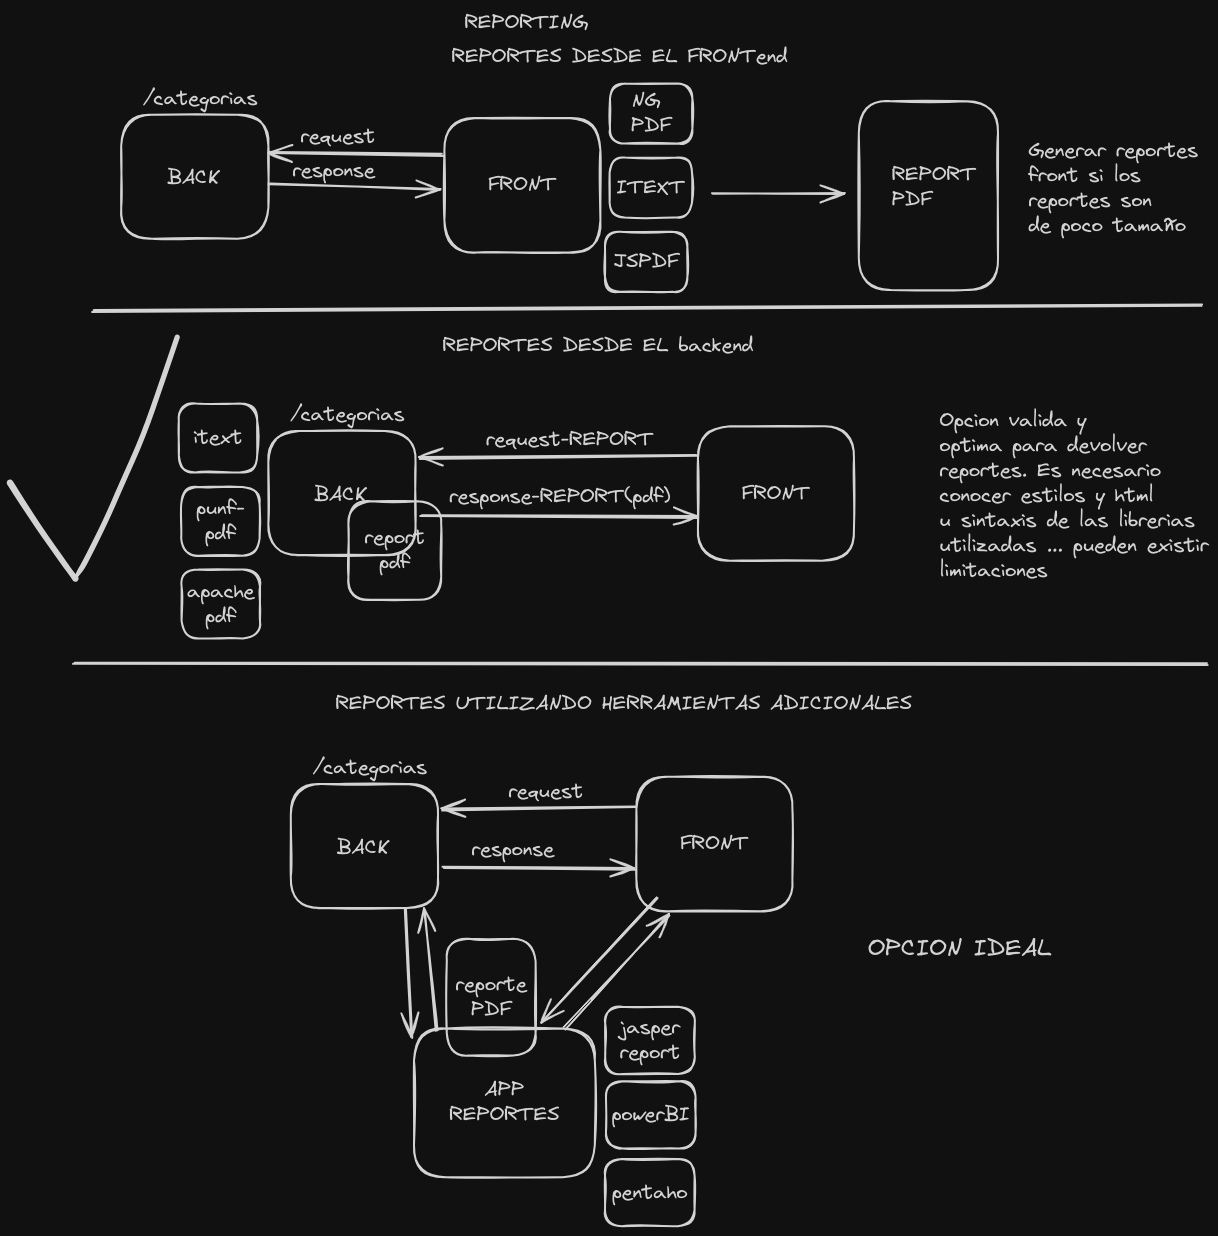 REPORTING
REPORTES DESDE EL FRONTend
/categorias
BACK
request
response
FRONT
NG
PDF
ITEXT
JSPDF
REPORT
PDF
Generar reportes
front si los
reportes son
de poco tamaño
REPORTES DESDE EL backend
itext
punf-
pdf
apache
pdf
/categorias
BACK
report
pdf
request-REPORT
response-REPORT(pdf)
FRONT
Opcion valida y
optima para devolver
reportes. Es necesario
conocer estilos y html
u sintaxis de las librerias
utilizadas ... pueden existir
limitaciones
REPORTES UTILIZANDO HERRAMIENTAS ADICIONALES
/categorias
BACK
request
response
FRONT
OPCION IDEAL
reporte
PDF
APP
REPORTES
jasper
report
powerBI
pentaho